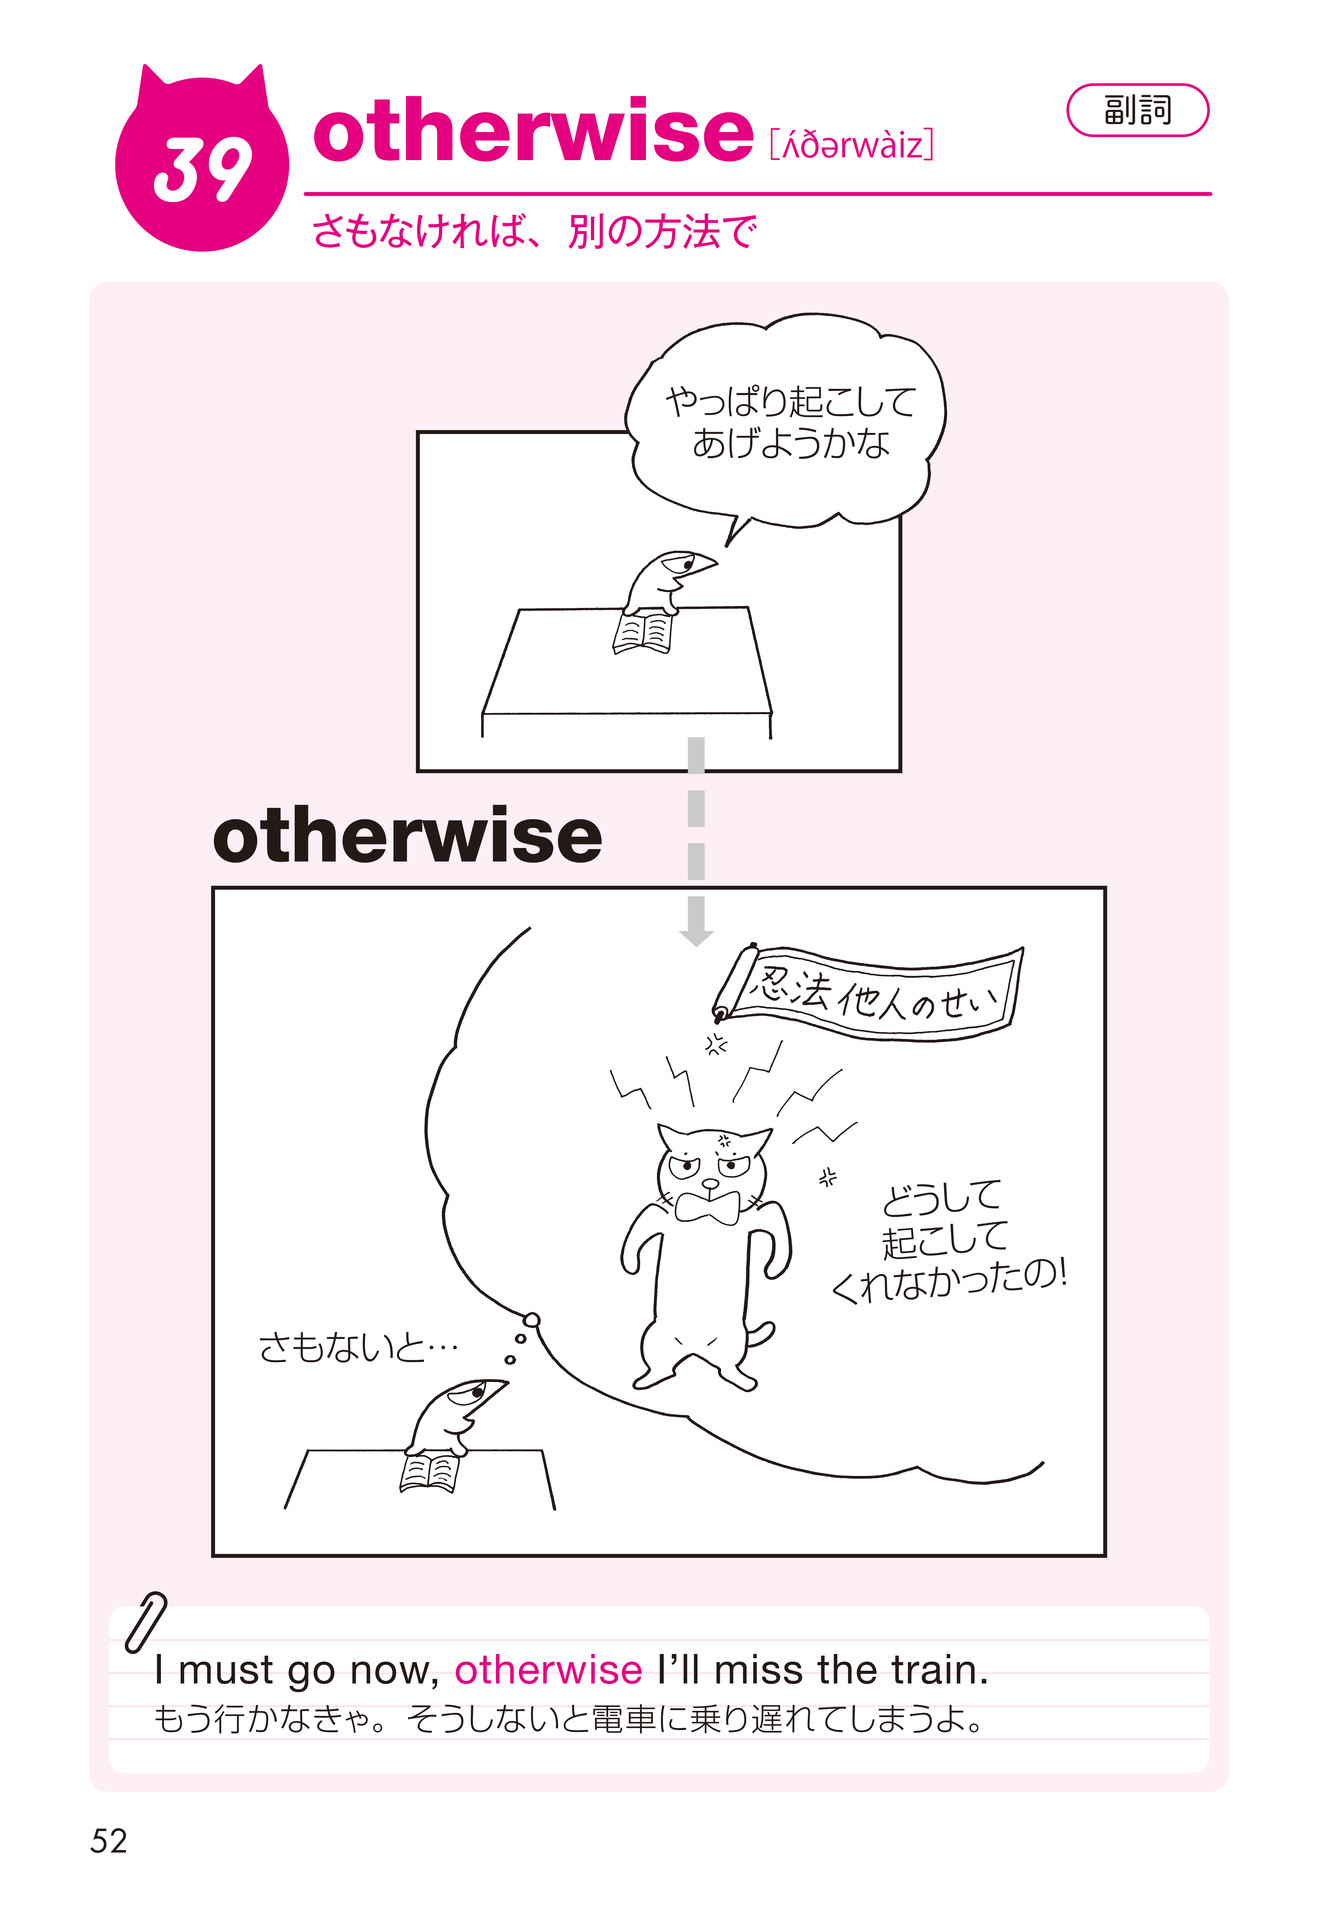 39
otherwise [ʌ́ðərwàiz]
副詞
さもなければ、別の方法で
やっぱり起こして
あげようかな
otherwise
忍法 他人のせい
どうして
起こして
くれなかったの!
さもないと…
I must go now, otherwise I’ll miss the train.
もう行かなきゃ。そうしないと電車に乗り遅れてしまうよ。
52